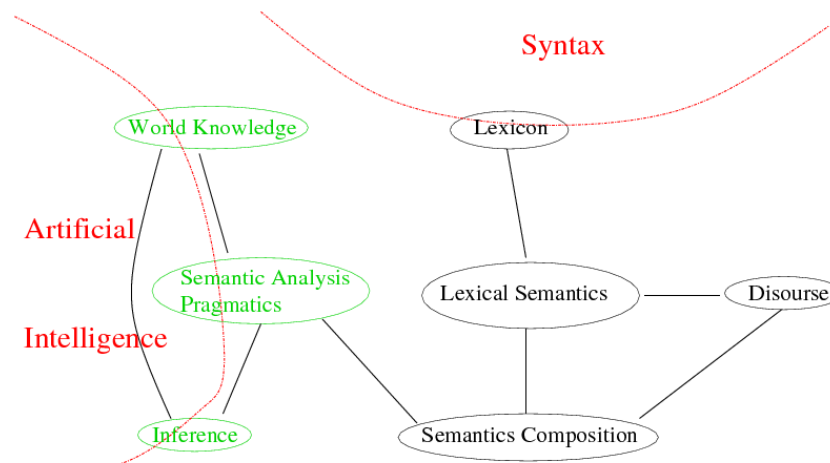 Syntax
World Knowledge
Lexicon
Artificial
Semantic Analysis
Pragmatics
Lexical Semantics
Disourse
Intelligence
Inference
Semantics Composition